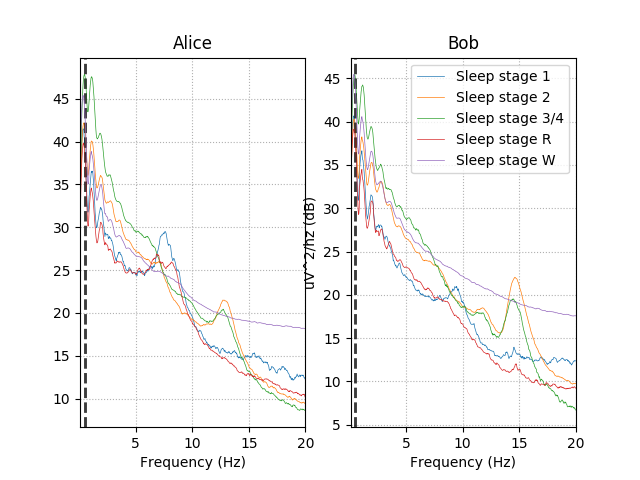 Alice
Bob
45
40
35
30
25
20
15
10
5
10
15
20
Frequency (Hz)
uV^2/hz (dB)
45
40
35
30
25
20
15
10
5
5
10
15
20
Frequency (Hz)
Sleep stage 1
Sleep stage 2
Sleep stage 3/4
Sleep stage R
Sleep stage W